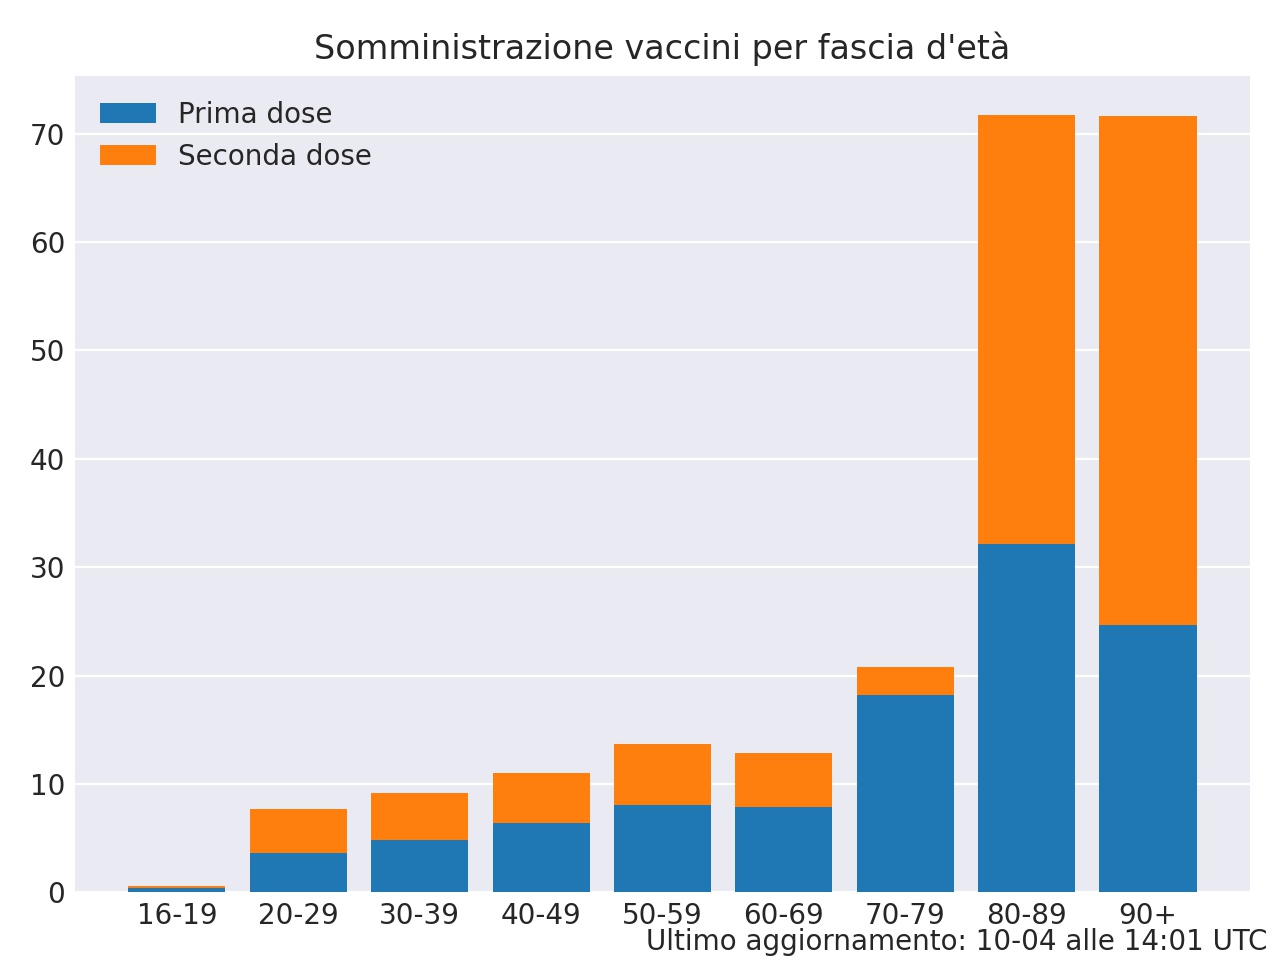 Somministrazione vaccini per fascia d'età
Prima dose
Seconda dose
70
60
50
40
30
20
10
0
16-19 20-29 30-39 40-49 50-59 60-69 70-79 80-89 90+
Ultimo aggiornamento: 10-04 alle 14:01 UTC